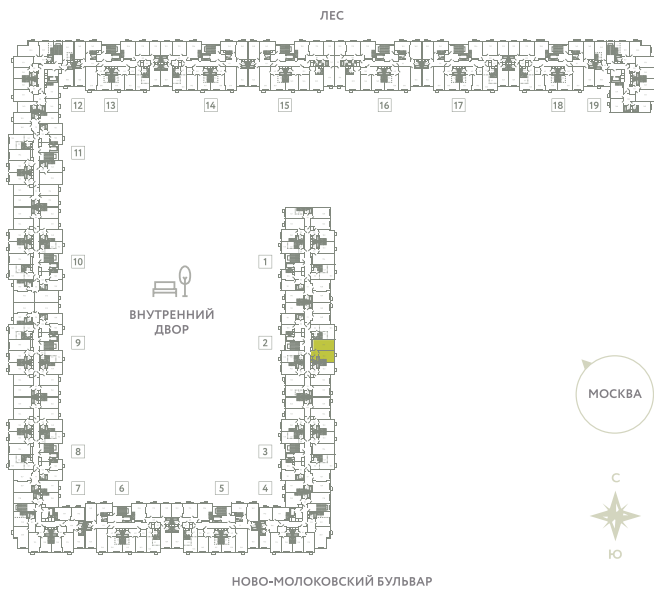 ЛЕС
12 13 14 15 16 17 18 19
11
10 1
ВНУТРЕННИЙ
ДВОР
9 2
МОСКВА
8 3
7 6 5 4
С
Ю
НОВО-МОЛОКОВСКИЙ БУЛЬВАР